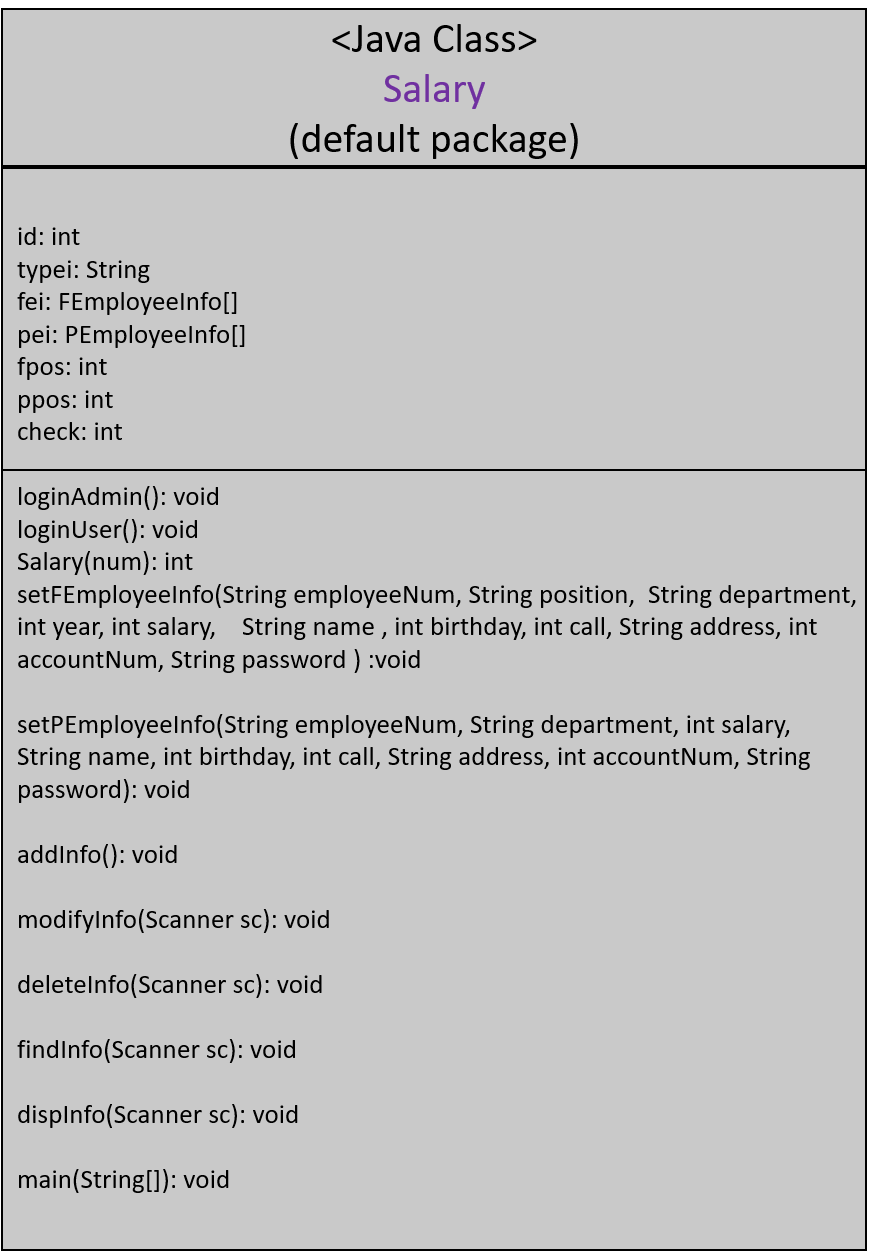 <Java Class>
Salary
(default package)
id: int
typei: String
fei: FEmployeeInfo[]
pei: PEmployeeInfo[]
fpos: int
ppos: int
check: int
loginAdmin(): void
loginUser(): void
Salary(num): int
setFEmployeeInfo(String employeeNum, String position,  String department,
int year, int salary,    String name , int birthday, int call, String address, int
accountNum, String password ) :void
setPEmployeeInfo(String employeeNum, String department, int salary,
String name, int birthday, int call, String address, int accountNum, String
password): void
addInfo(): void
modifyInfo(Scanner sc): void
deleteInfo(Scanner sc): void
findInfo(Scanner sc): void
dispInfo(Scanner sc): void
main(String[]): void